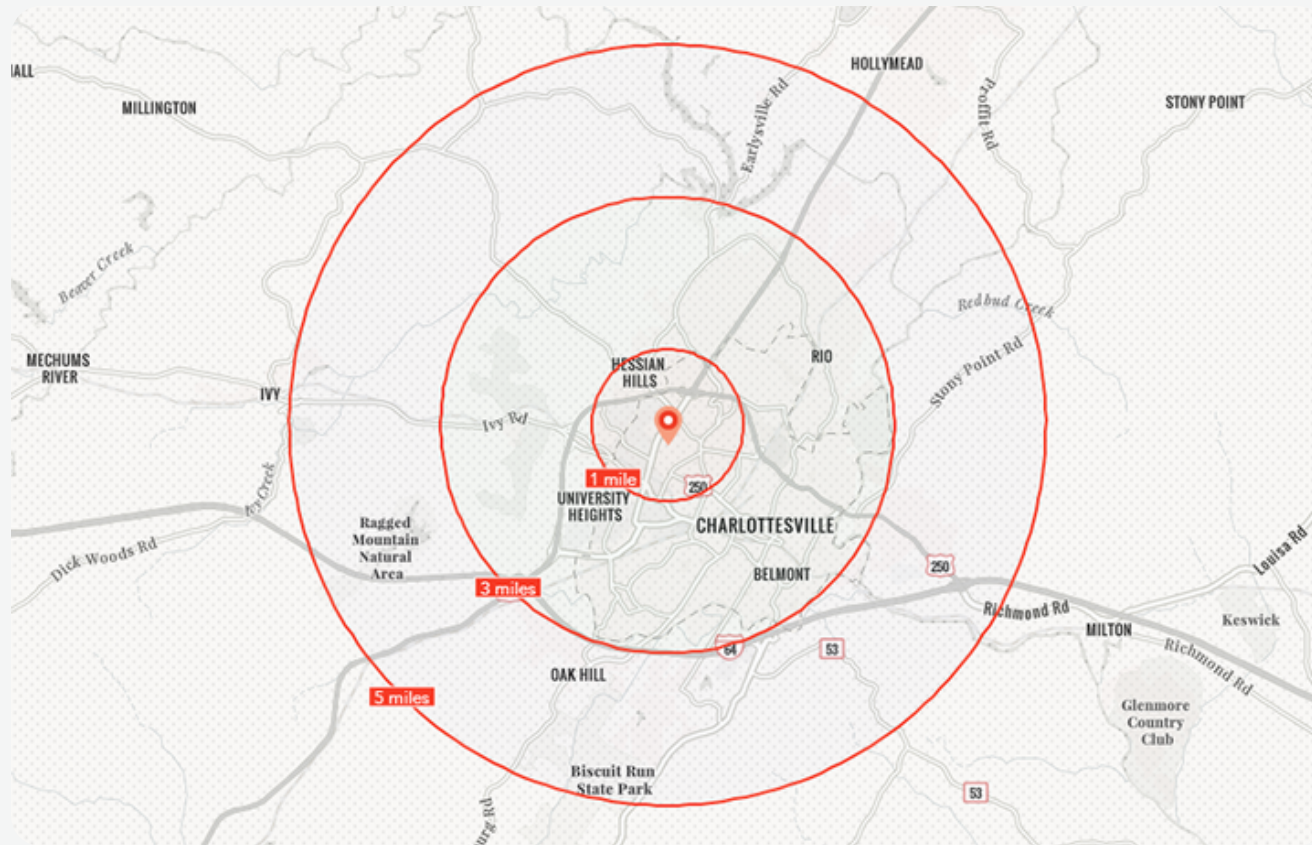 HOLLYMEAD
MILLINGTON
STONY POINT
Earlysville Rd
Proffit Rd
Beaver Creek
Redbud Creek
Stony Point Rd
RIO
MECHUMS
RIVER
HESSIAN
HILLS
IVY
Ivy Rd
1 mile
250
UNIVERSITY
HEIGHTS
CHARLOTTESVILLE
Ivy Creek
Ragged
Mountain
Natural
Area
Dick Woods Rd
BELMONT
250
Louisa Rd
3 miles
Richmond Rd
Keswick
MILTON
64
53
Richmond Rd
OAK HILL
5 miles
Glenmore
Country
Club
Biscuit Run
State Park
53